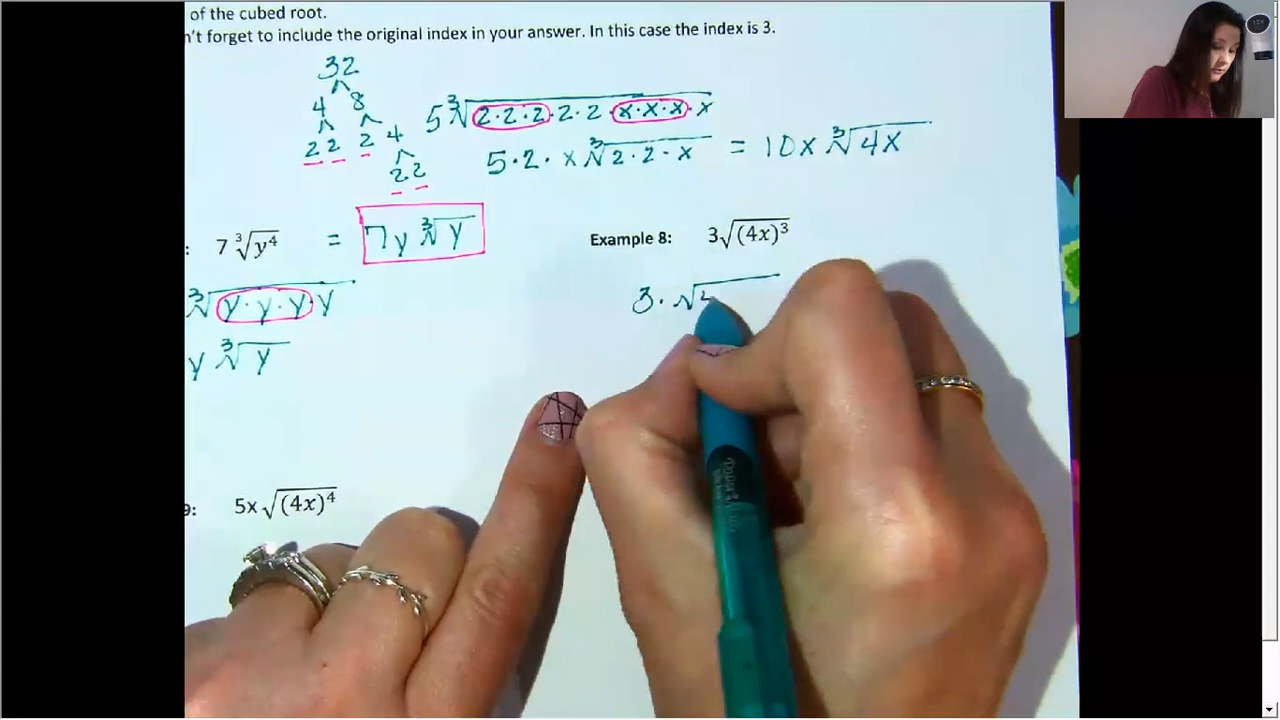 of the cubed root.
n't forget to include the original index in your answer. In this case the index is 3.
32
4 8
2 2 2 4
2 2
5∛2·2·2·2·2·x·x·x·x
5·2·x∛2·2·x = 10x∛4x
: 7∛y⁴ = 7y∛y
Example 8: 3√(4x)³
∛y·y·y·y
y∛y
3·√
9: 5x√(4x)⁴